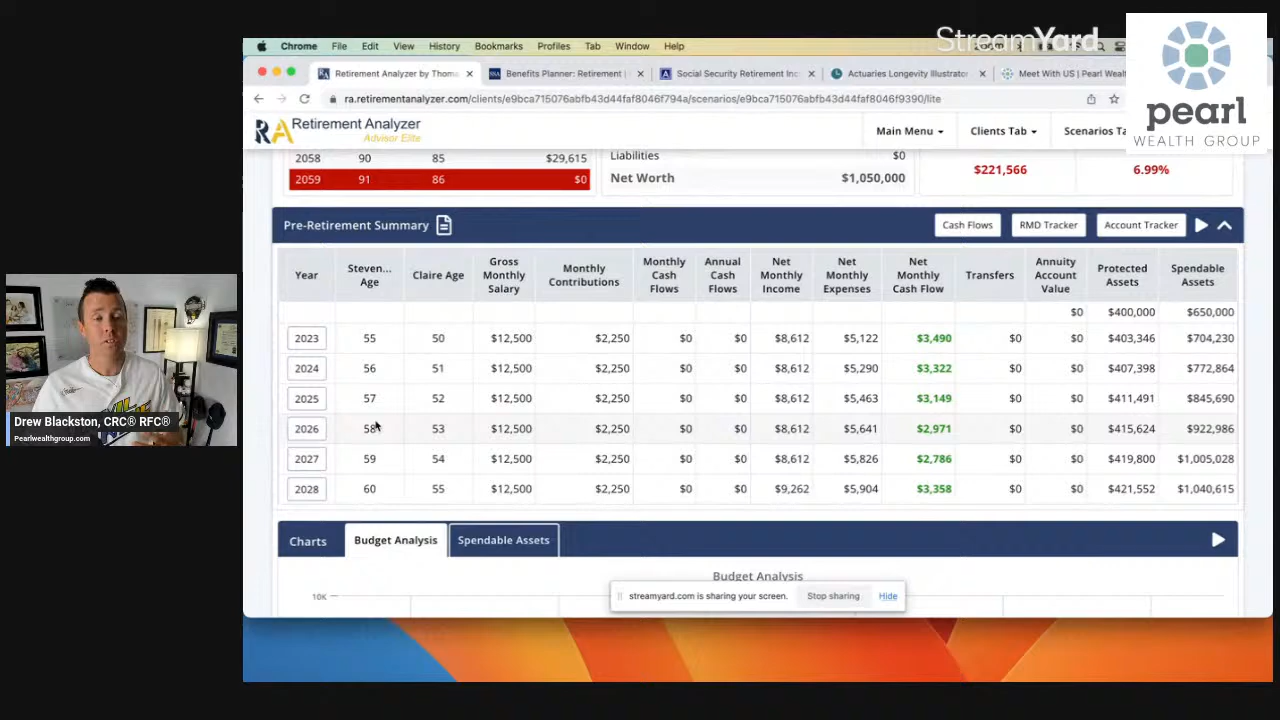 StreamYard
pearl
WEALTH GROUP
Chrome File Edit View History Bookmarks Profiles Tab Window Help
Retirement Analyzer by Thoma
Benefits Planner: Retirement |
Social Security Retirement Inc
Actuaries Longevity Illustrator
Meet With US | Pearl Wealt
ra.retirementanalyzer.com/clients/e9bca715076abfb43d44faf8046f794a/scenarios/e9bca715076abfb43d44faf8046f9390/lite
RA Retirement Analyzer
Advisor Elite
Main Menu
Clients Tab
Scenarios Ta
2058 90 85 $29,615
2059 91 86 $0
Liabilities $0
Net Worth $1,050,000
$221,566
6.99%
Pre-Retirement Summary
Cash Flows
RMD Tracker
Account Tracker
Year
Steven... Age
Claire Age
Gross Monthly Salary
Monthly Contributions
Monthly Cash Flows
Annual Cash Flows
Net Monthly Income
Net Monthly Expenses
Net Monthly Cash Flow
Transfers
Annuity Account Value
Protected Assets
Spendable Assets
$0 $400,000 $650,000
2023 55 50 $12,500 $2,250 $0 $0 $8,612 $5,122 $3,490 $0 $0 $403,346 $704,230
2024 56 51 $12,500 $2,250 $0 $0 $8,612 $5,290 $3,322 $0 $0 $407,398 $772,864
2025 57 52 $12,500 $2,250 $0 $0 $8,612 $5,463 $3,149 $0 $0 $411,491 $845,690
2026 58 53 $12,500 $2,250 $0 $0 $8,612 $5,641 $2,971 $0 $0 $415,624 $922,986
2027 59 54 $12,500 $2,250 $0 $0 $8,612 $5,826 $2,786 $0 $0 $419,800 $1,005,028
2028 60 55 $12,500 $2,250 $0 $0 $9,262 $5,904 $3,358 $0 $0 $421,552 $1,040,615
Charts
Budget Analysis
Spendable Assets
Budget Analysis
10K
streamyard.com is sharing your screen.
Stop sharing
Hide
Drew Blackston, CRC® RFC®
Pearlwealthgroup.com